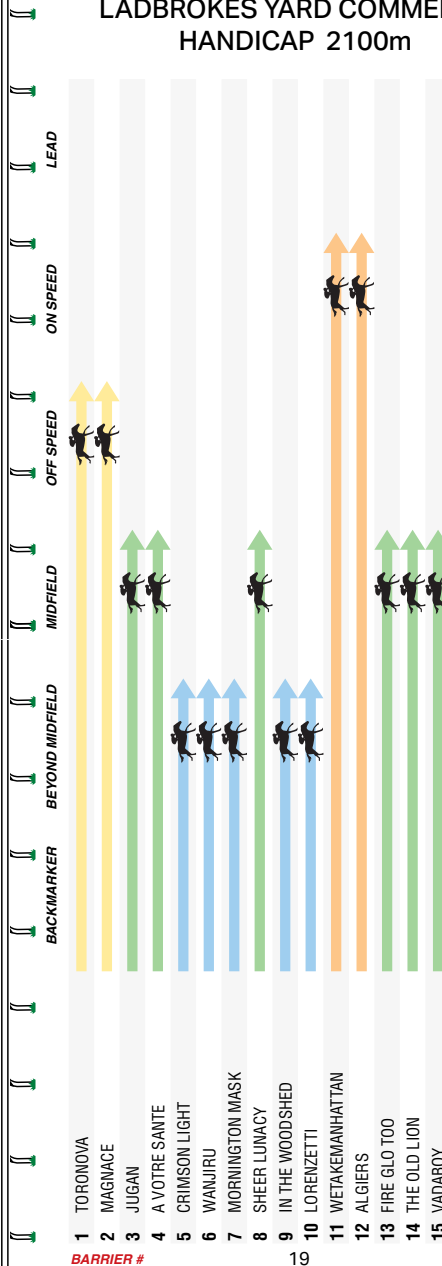 LADBROKES YARD COMME
HANDICAP 2100m
LEAD
ON SPEED
OFF SPEED
MIDFIELD
BEYOND MIDFIELD
BACKMARKER
1 TORONOVA
2 MAGNACE
3 JUGAN
4 A VOTRE SANTE
5 CRIMSON LIGHT
6 WANJIRU
7 MORNINGTON MASK
8 SHEER LUNACY
9 IN THE WOODSHED
10 LORENZETTI
11 WETAKEMANHATTAN
12 ALGIERS
13 FIRE GLO TOO
14 THE OLD LION
15 VADAROY
BARRIER #
19